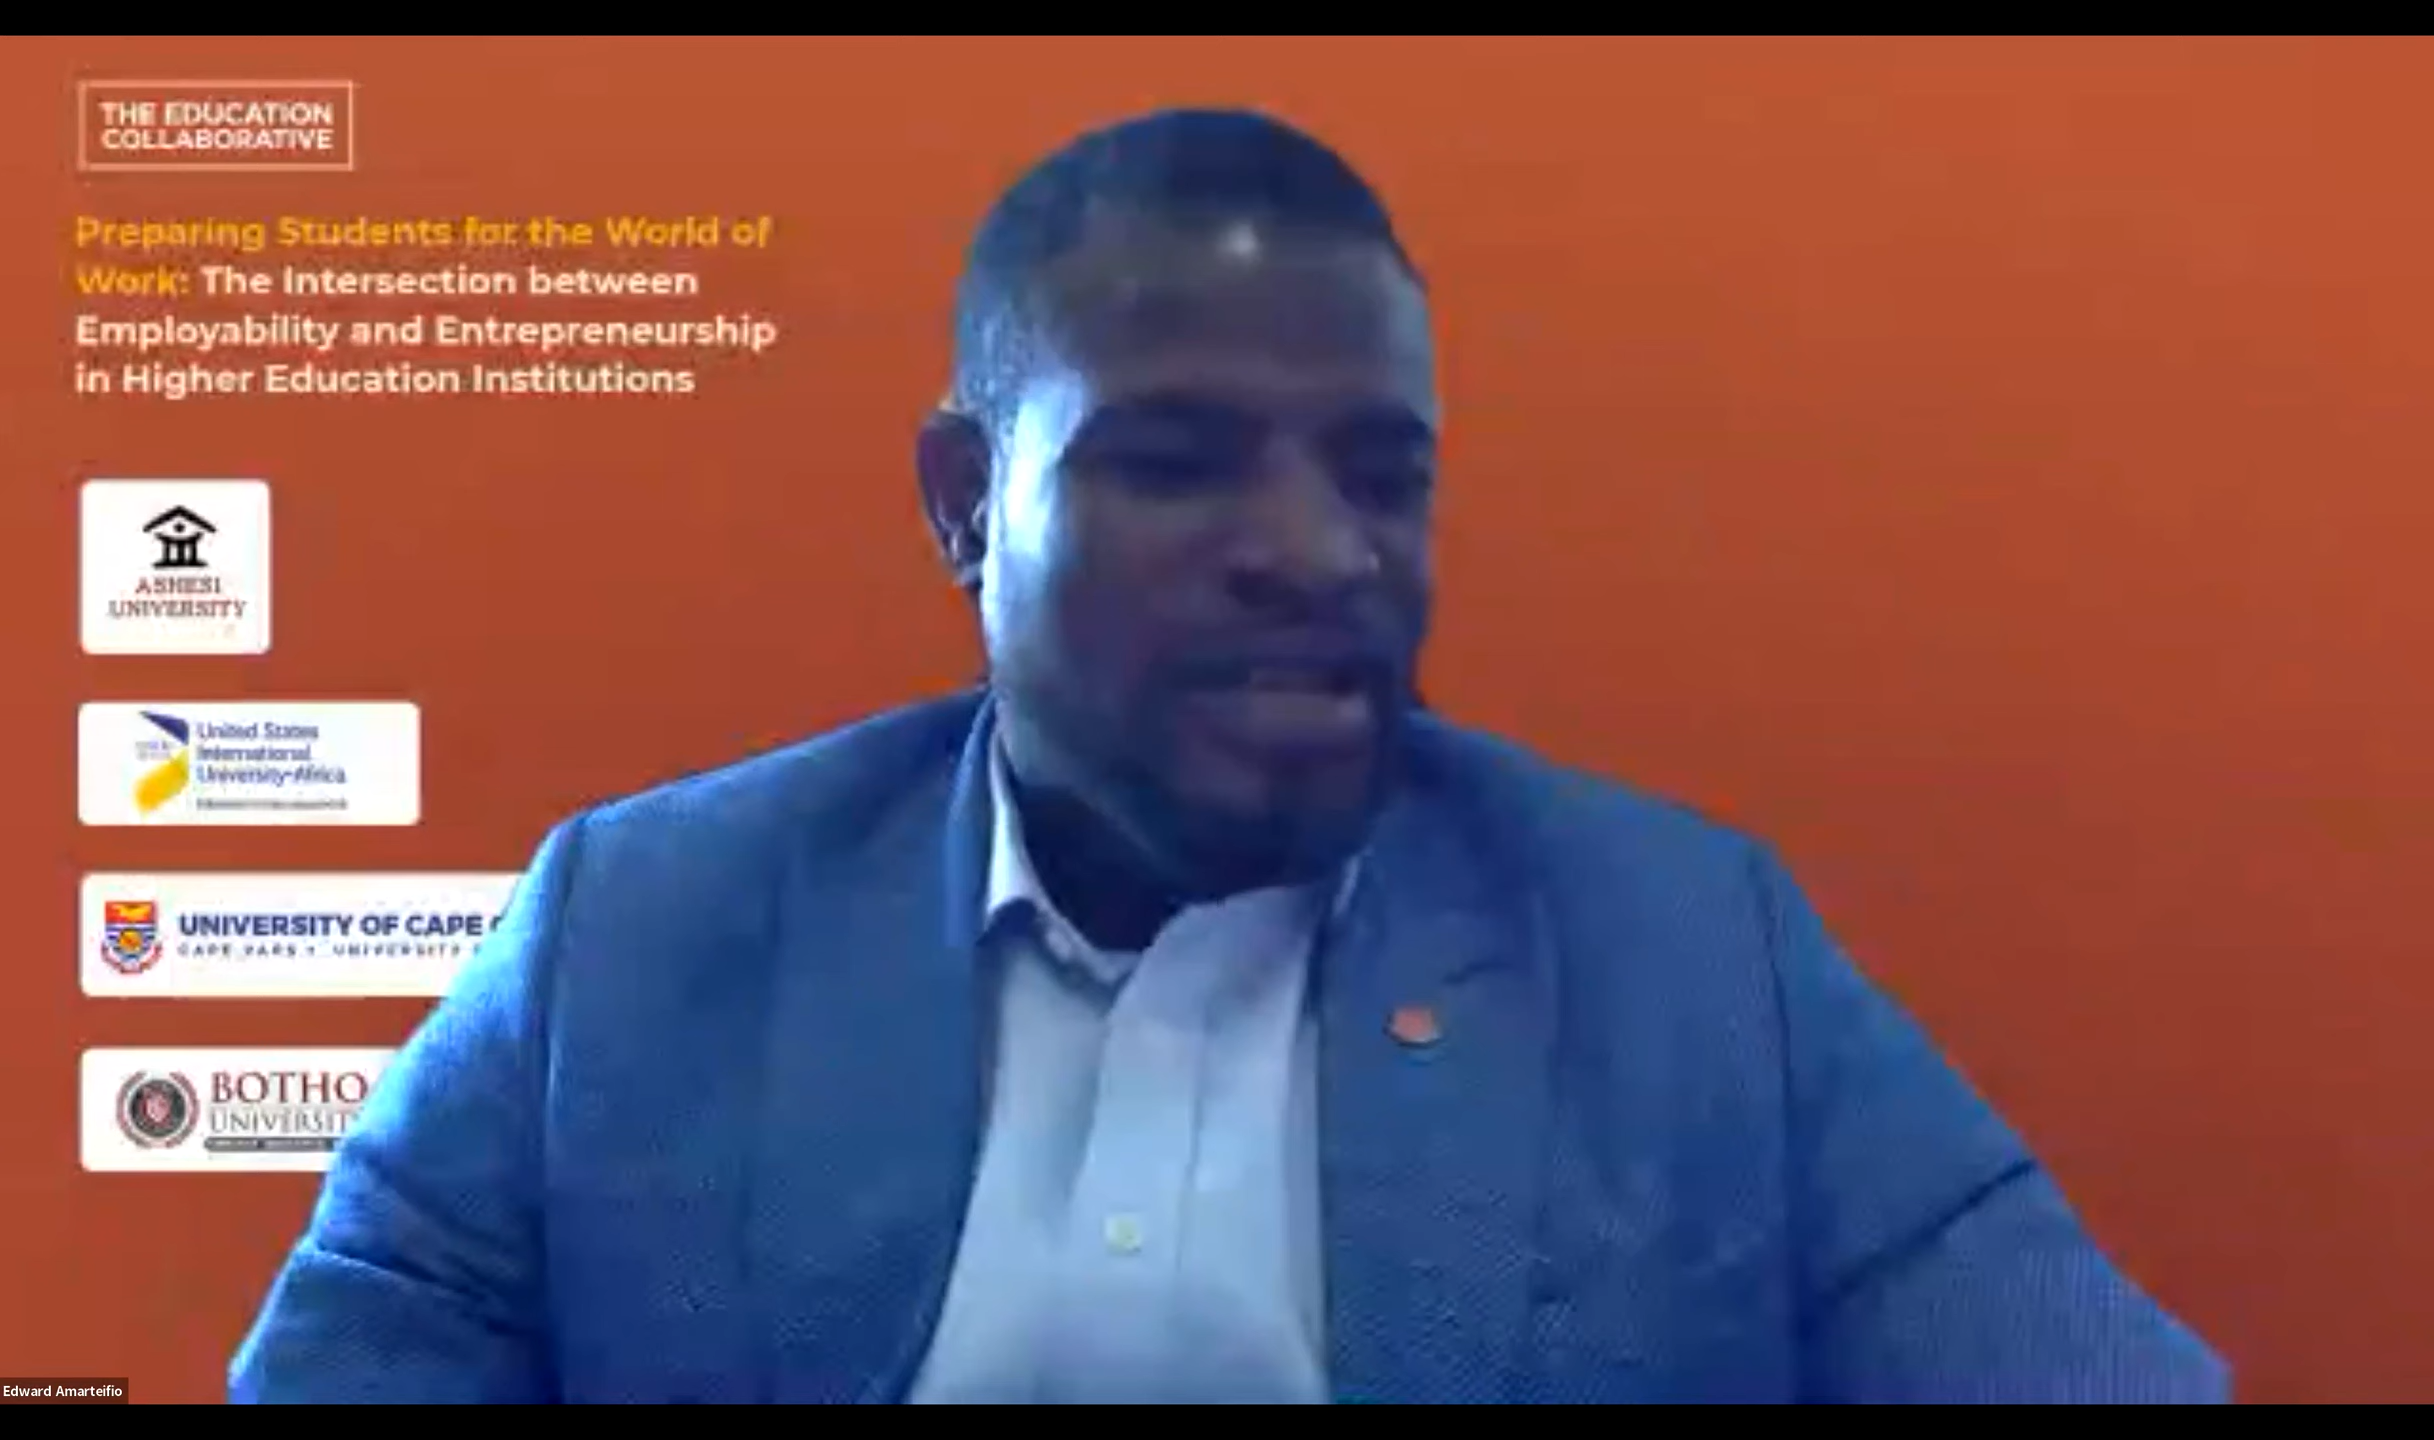 THE EDUCATION
COLLABORATIVE
Preparing Students for the World of
Work: The Intersection between
Employability and Entrepreneurship
in Higher Education Institutions
ASHESI
UNIVERSITY
United States
International
University-Africa
UNIVERSITY OF CAPE
BOTHO
UNIVERSITY
Edward Amarteifio